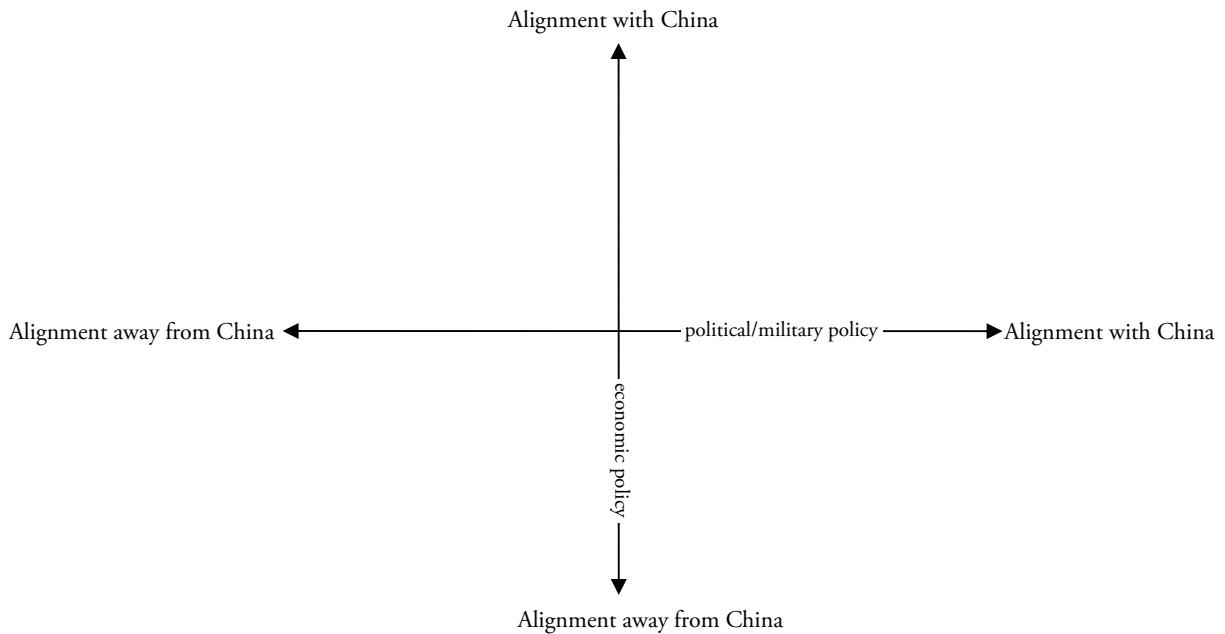 Alignment with China
Alignment away from China
political/military policy
Alignment with China
economic policy
Alignment away from China